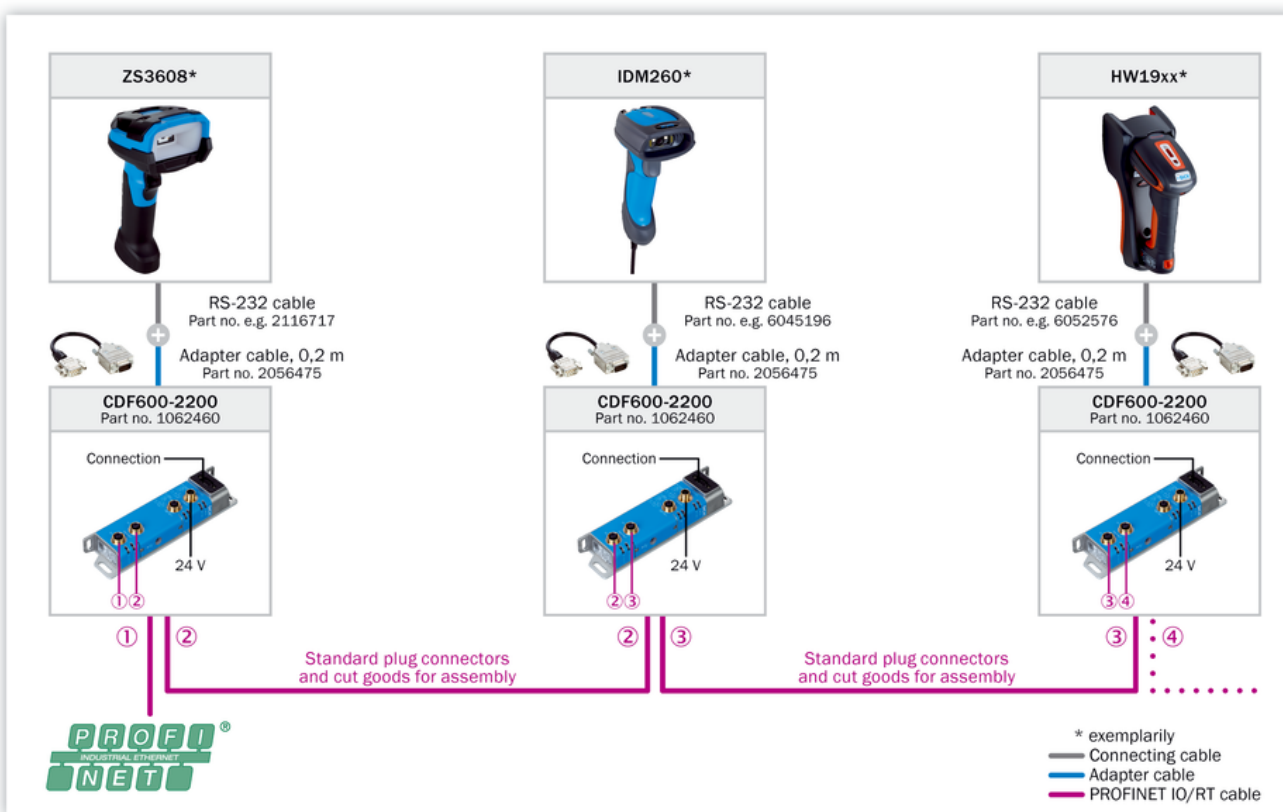 ZS3608*
IDM260*
HW19xx*
RS-232 cable
Part no. e.g. 2116717
Adapter cable, 0,2 m
Part no. 2056475
RS-232 cable
Part no. e.g. 6045196
Adapter cable, 0,2 m
Part no. 2056475
RS-232 cable
Part no. e.g. 6052576
Adapter cable, 0,2 m
Part no. 2056475
CDF600-2200
Part no. 1062460
CDF600-2200
Part no. 1062460
CDF600-2200
Part no. 1062460
Connection
24 V
①②
Connection
24 V
②③
Connection
24 V
③④
① ②
② ③
③ ④
Standard plug connectors
and cut goods for assembly
Standard plug connectors
and cut goods for assembly
PROFI®
INDUSTRIAL ETHERNET
NET
* exemplarily
Connecting cable
Adapter cable
PROFINET IO/RT cable